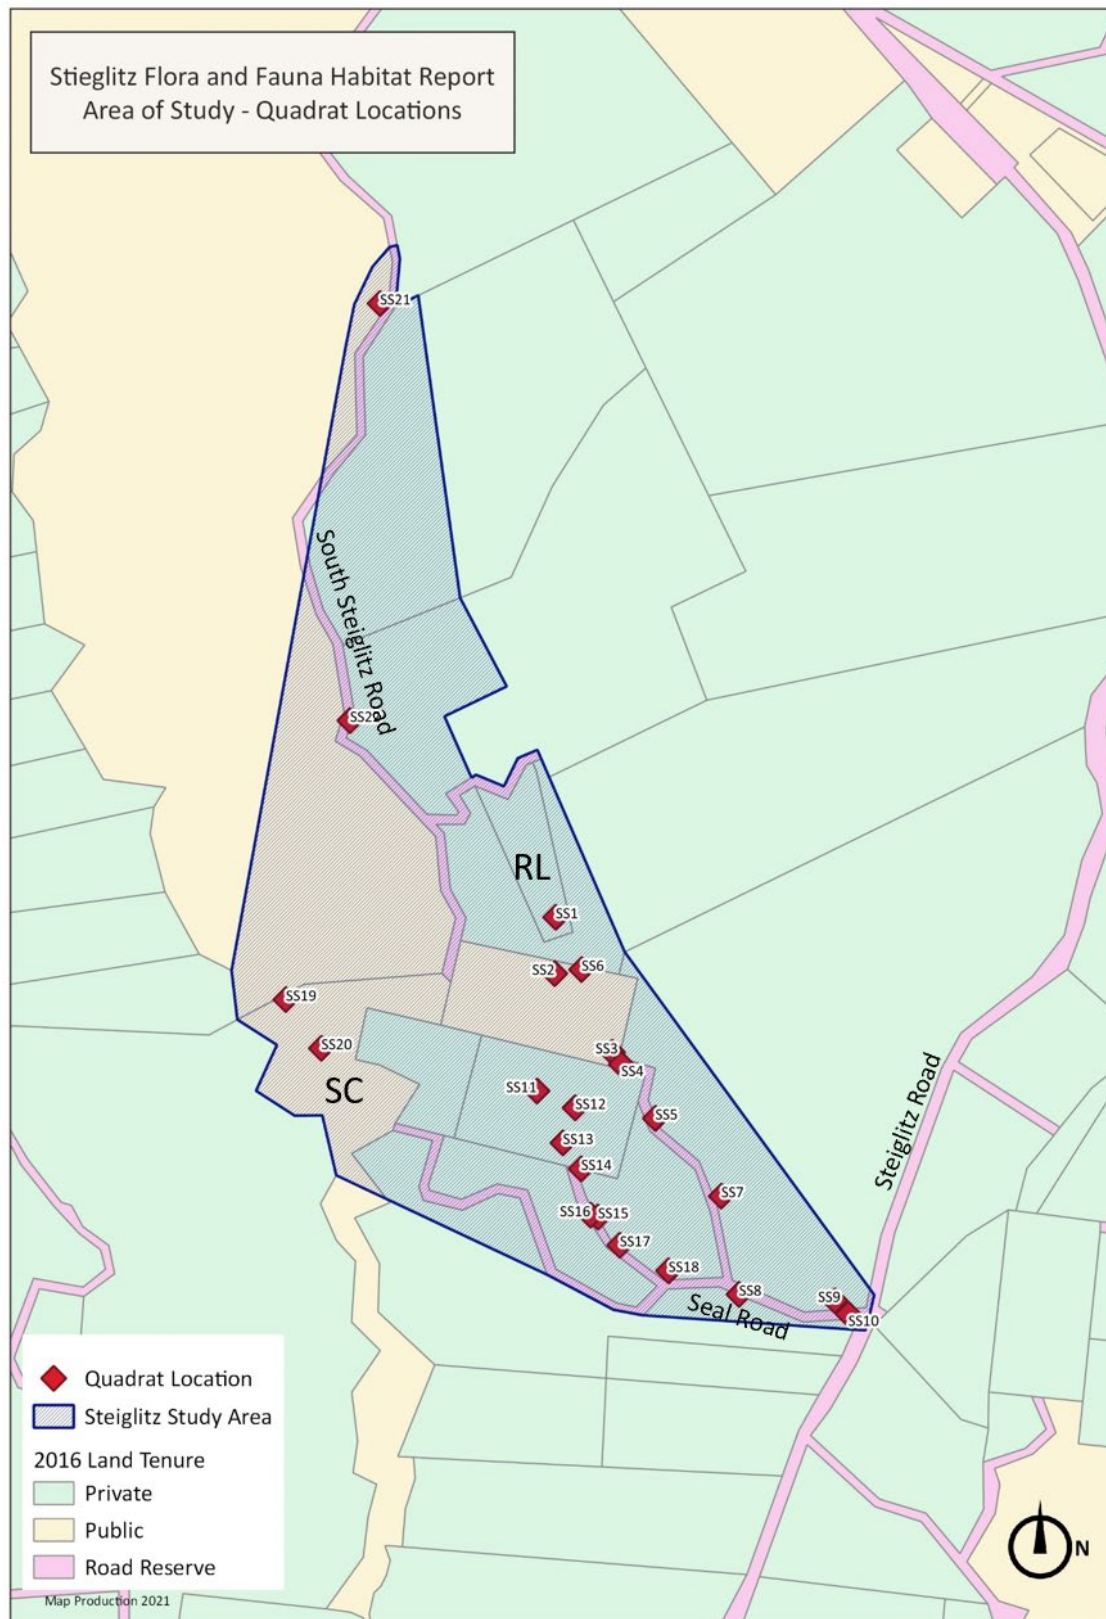 Stieglitz Flora and Fauna Habitat Report
Area of Study - Quadrat Locations
SS21
South Steiglitz Road
RL
SS1
SS2
SS6
SS19
SS20
SC
SS3
SS4
SS11
SS12
SS5
SS13
SS14
SS7
SS16
SS15
SS17
SS18
SS8
SS9
SS10
Seal Road
Steiglitz Road
Quadrat Location
Steiglitz Study Area
2016 Land Tenure
Private
Public
Road Reserve
Map Production 2021
N